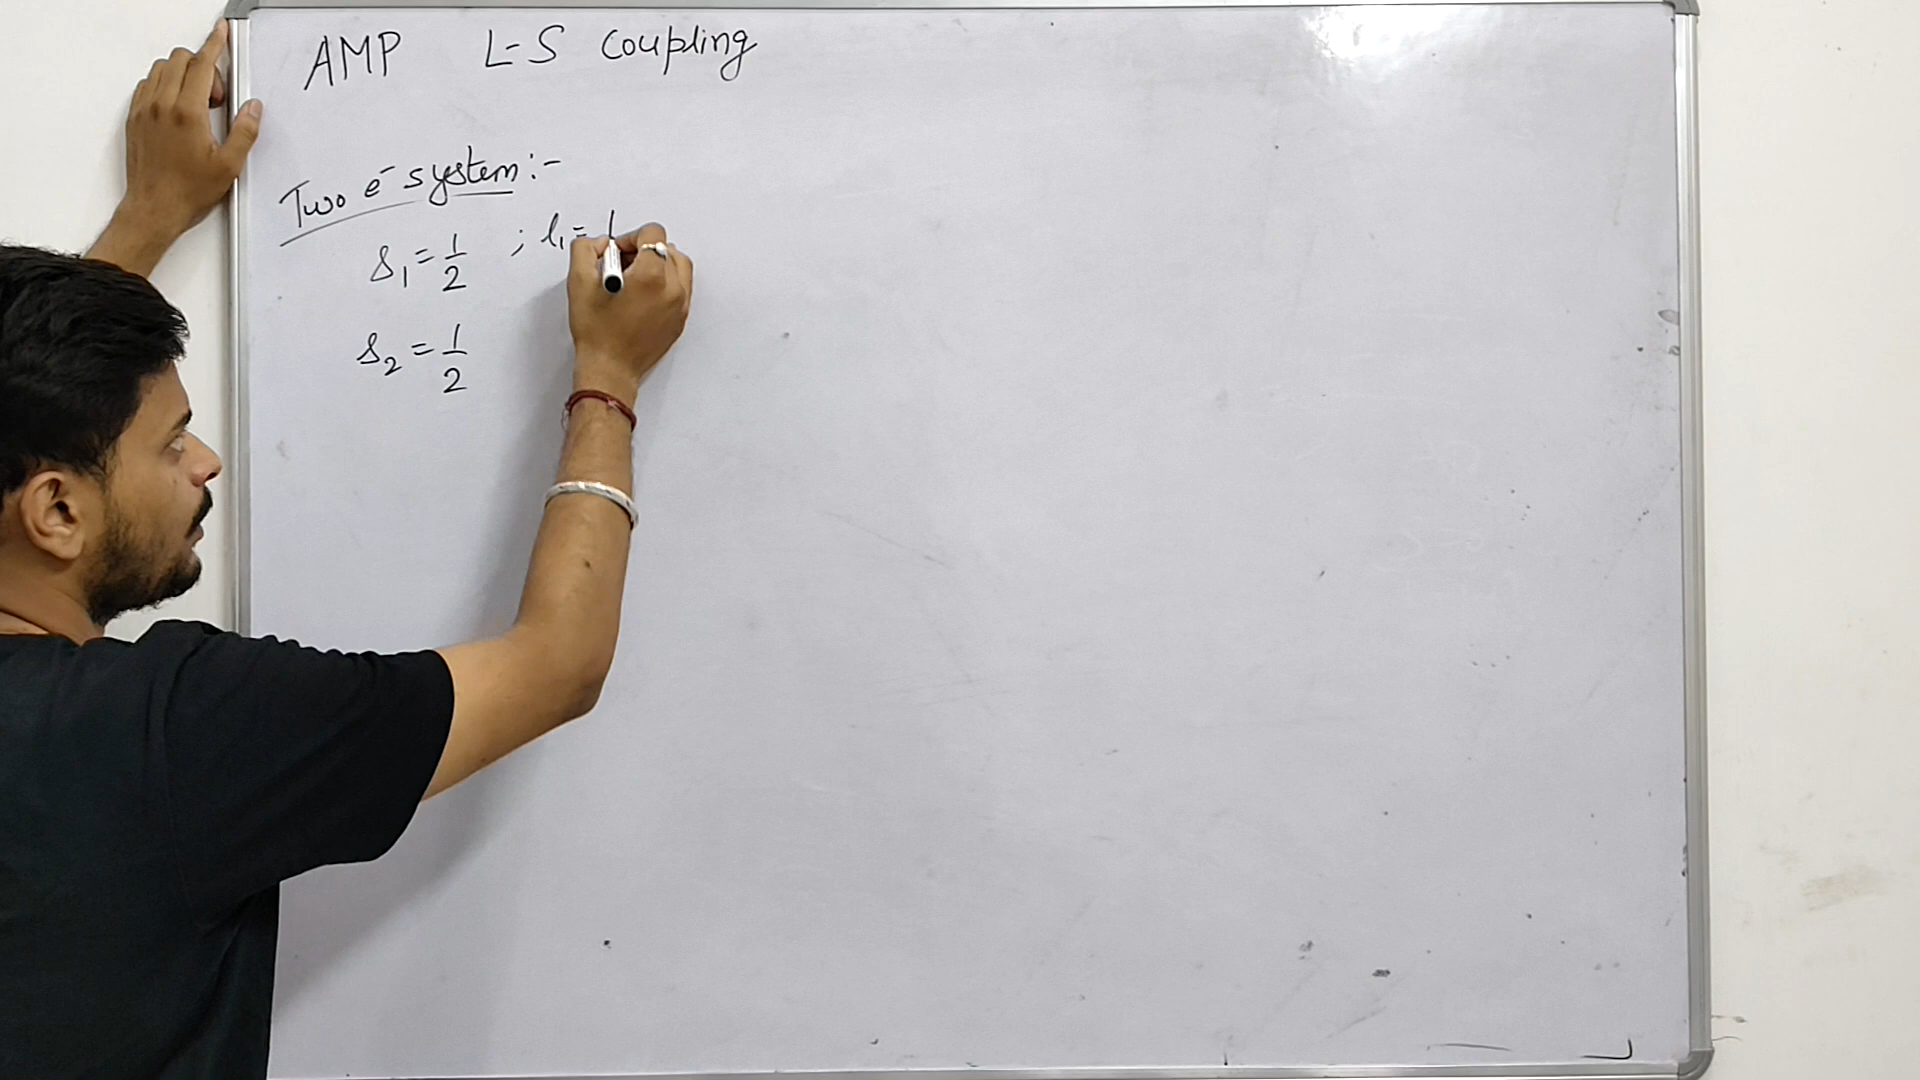 AMP L-S Coupling
Two e⁻ system:-
s₁ = 1/2 ; l₁ = 1
s₂ = 1/2